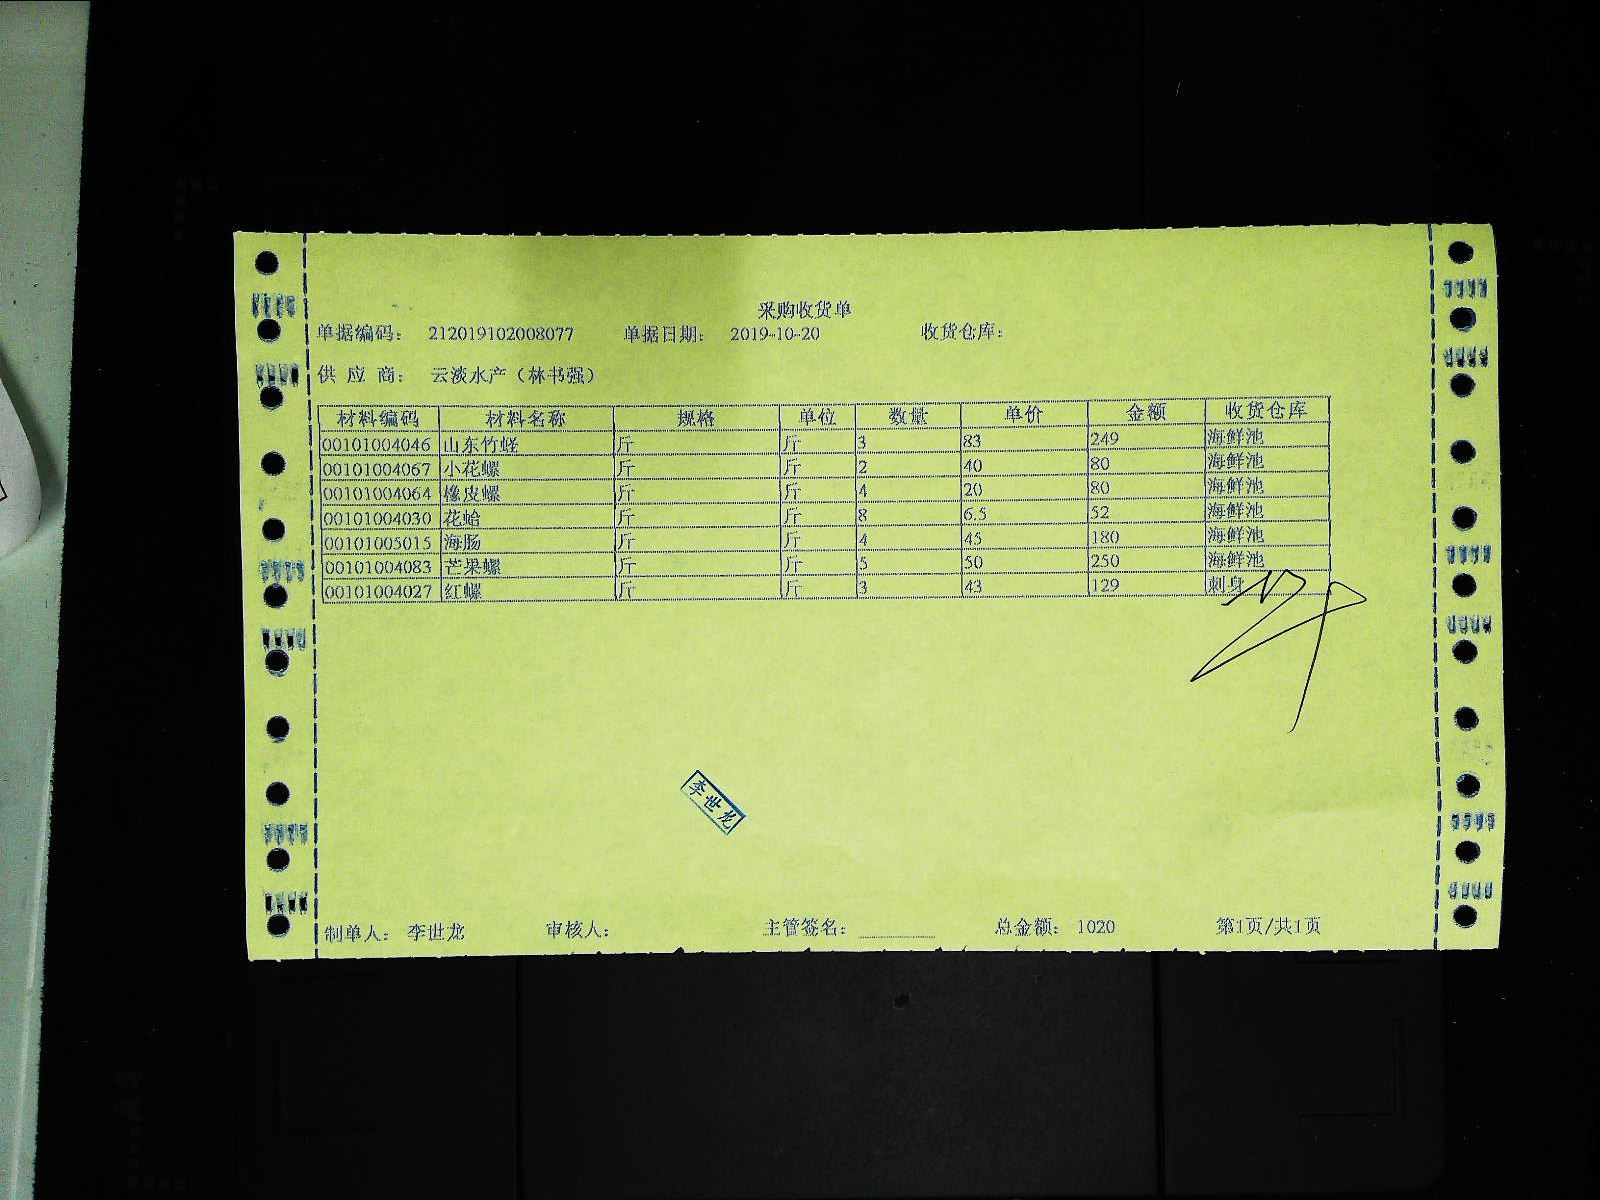 采购收货单
单据编码： 212019102008077 单据日期： 2019-10-20 收货仓库：
供 应 商： 云淡水产（林书强）
材料编码 材料名称 规格 单位 数量 单价 金额 收货仓库
00101004046 山东竹蛏 斤 斤 3 83 249 海鲜池
00101004067 小花螺 斤 斤 2 40 80 海鲜池
00101004064 橡皮螺 斤 斤 4 20 80 海鲜池
00101004030 花蛤 斤 斤 8 6.5 52 海鲜池
00101005015 海肠 斤 斤 4 45 180 海鲜池
00101004083 芒果螺 斤 斤 5 50 250 海鲜池
00101004027 红螺 斤 斤 3 43 129 刺身
李世龙
制单人： 李世龙 审核人： 主管签名： 总金额： 1020 第1页/共1页